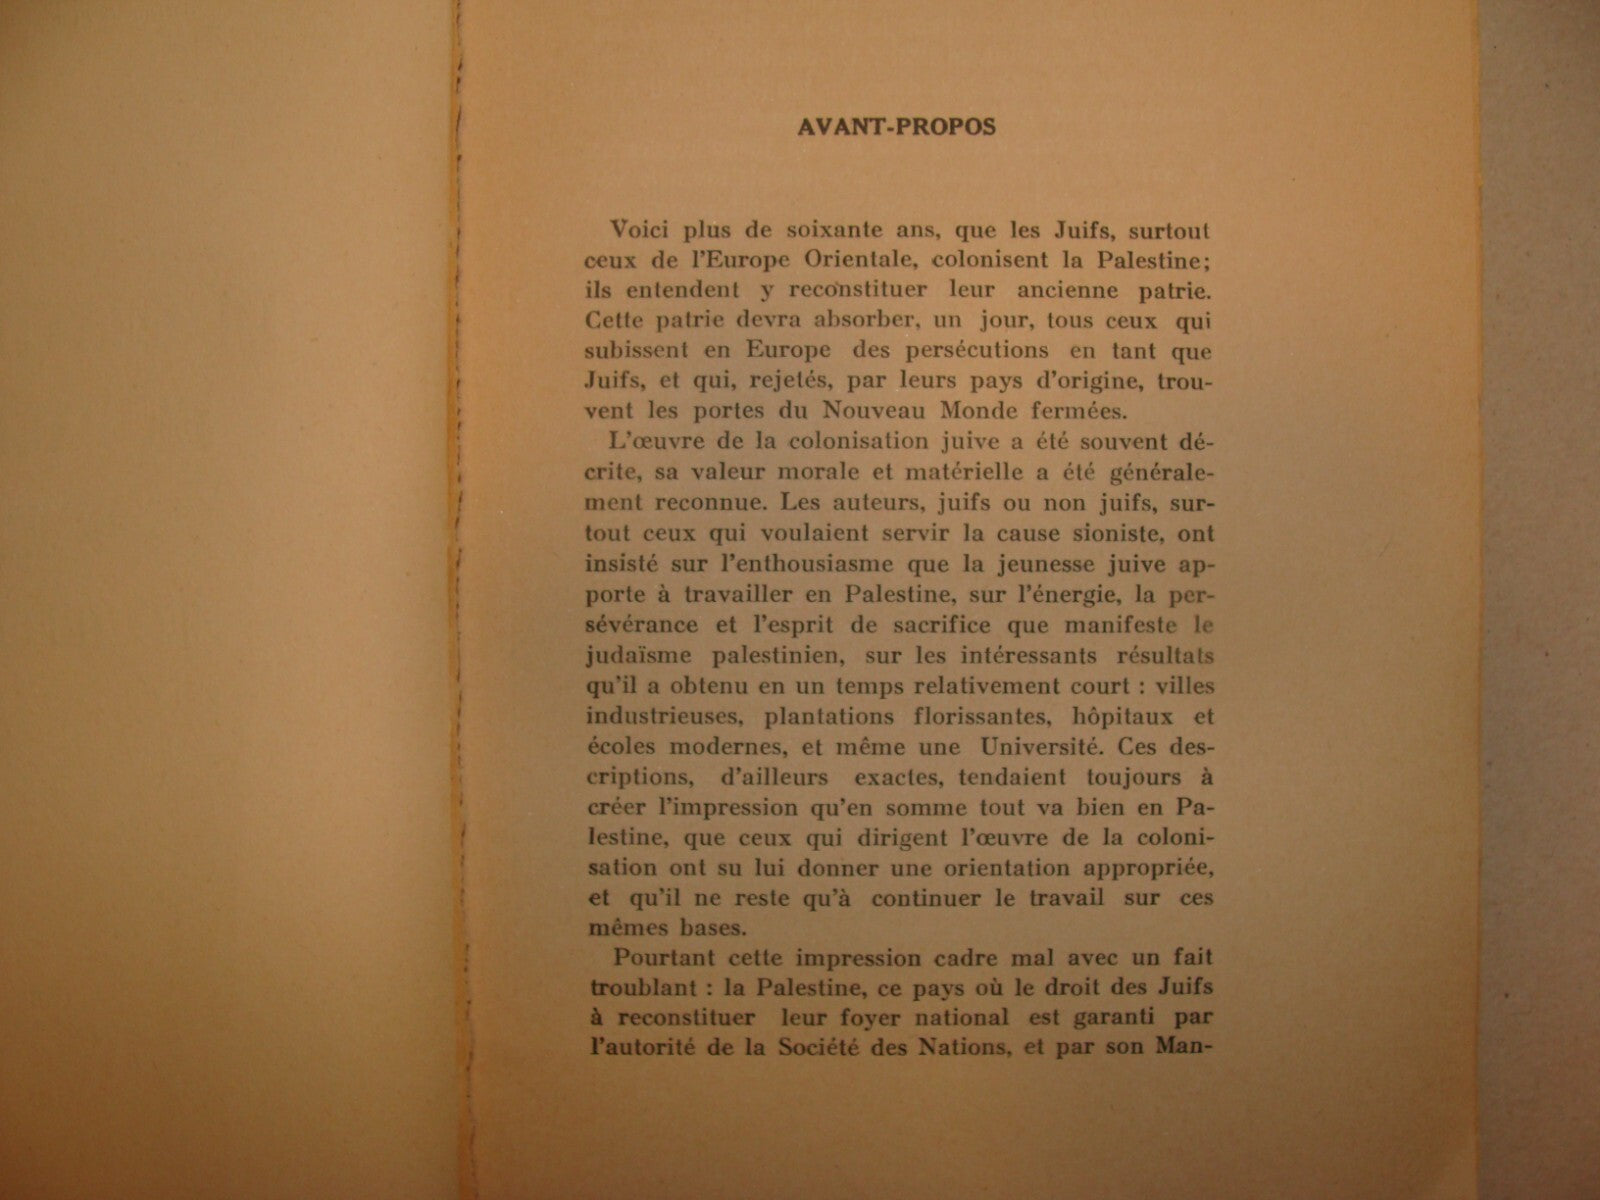 AVANT-PROPOS
Voici plus de soixante ans, que les Juifs, surtout
ceux de l'Europe Orientale, colonisent la Palestine;
ils entendent y reconstituer leur ancienne patrie.
Cette patrie devra absorber, un jour, tous ceux qui
subissent en Europe des persécutions en tant que
Juifs, et qui, rejetés, par leurs pays d'origine, trou-
vent les portes du Nouveau Monde fermées.
L'œuvre de la colonisation juive a été souvent dé-
crite, sa valeur morale et matérielle a été générale-
ment reconnue. Les auteurs, juifs ou non juifs, sur-
tout ceux qui voulaient servir la cause sioniste, ont
insisté sur l'enthousiasme que la jeunesse juive ap-
porte à travailler en Palestine, sur l'énergie, la per-
sévérance et l'esprit de sacrifice que manifeste le
judaïsme palestinien, sur les intéressants résultats
qu'il a obtenu en un temps relativement court : villes
industrieuses, plantations florissantes, hôpitaux et
écoles modernes, et même une Université. Ces des-
criptions, d'ailleurs exactes, tendaient toujours à
créer l'impression qu'en somme tout va bien en Pa-
lestine, que ceux qui dirigent l'œuvre de la coloni-
sation ont su lui donner une orientation appropriée,
et qu'il ne reste qu'à continuer le travail sur ces
mêmes bases.
Pourtant cette impression cadre mal avec un fait
troublant : la Palestine, ce pays où le droit des Juifs
à reconstituer leur foyer national est garanti par
l'autorité de la Société des Nations, et par son Man-